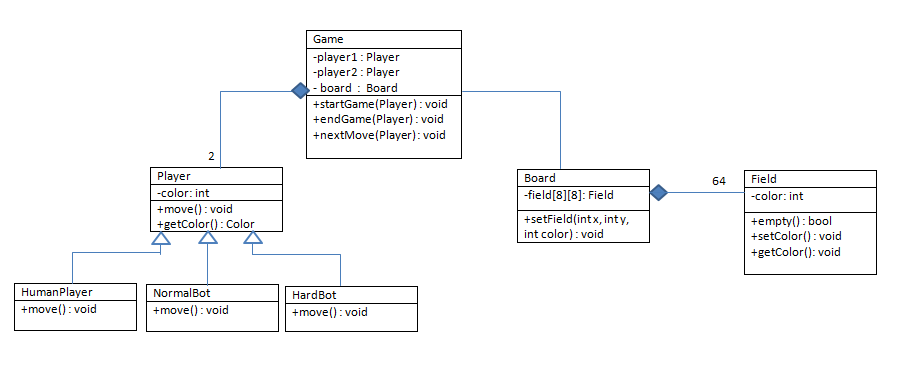 Game
-player1 : Player
-player2 : Player
- board : Board
+startGame(Player) : void
+endGame(Player) : void
+nextMove(Player) : void
2
Player
-color: int
+move() : void
+getColor() : Color
Board
-field[8][8]: Field
+setField(int x, int y,
int color) : void
64
Field
-color: int
+empty() : bool
+setColor() : void
+getColor(): void
HumanPlayer
+move() : void
NormalBot
+move() : void
HardBot
+move() : void